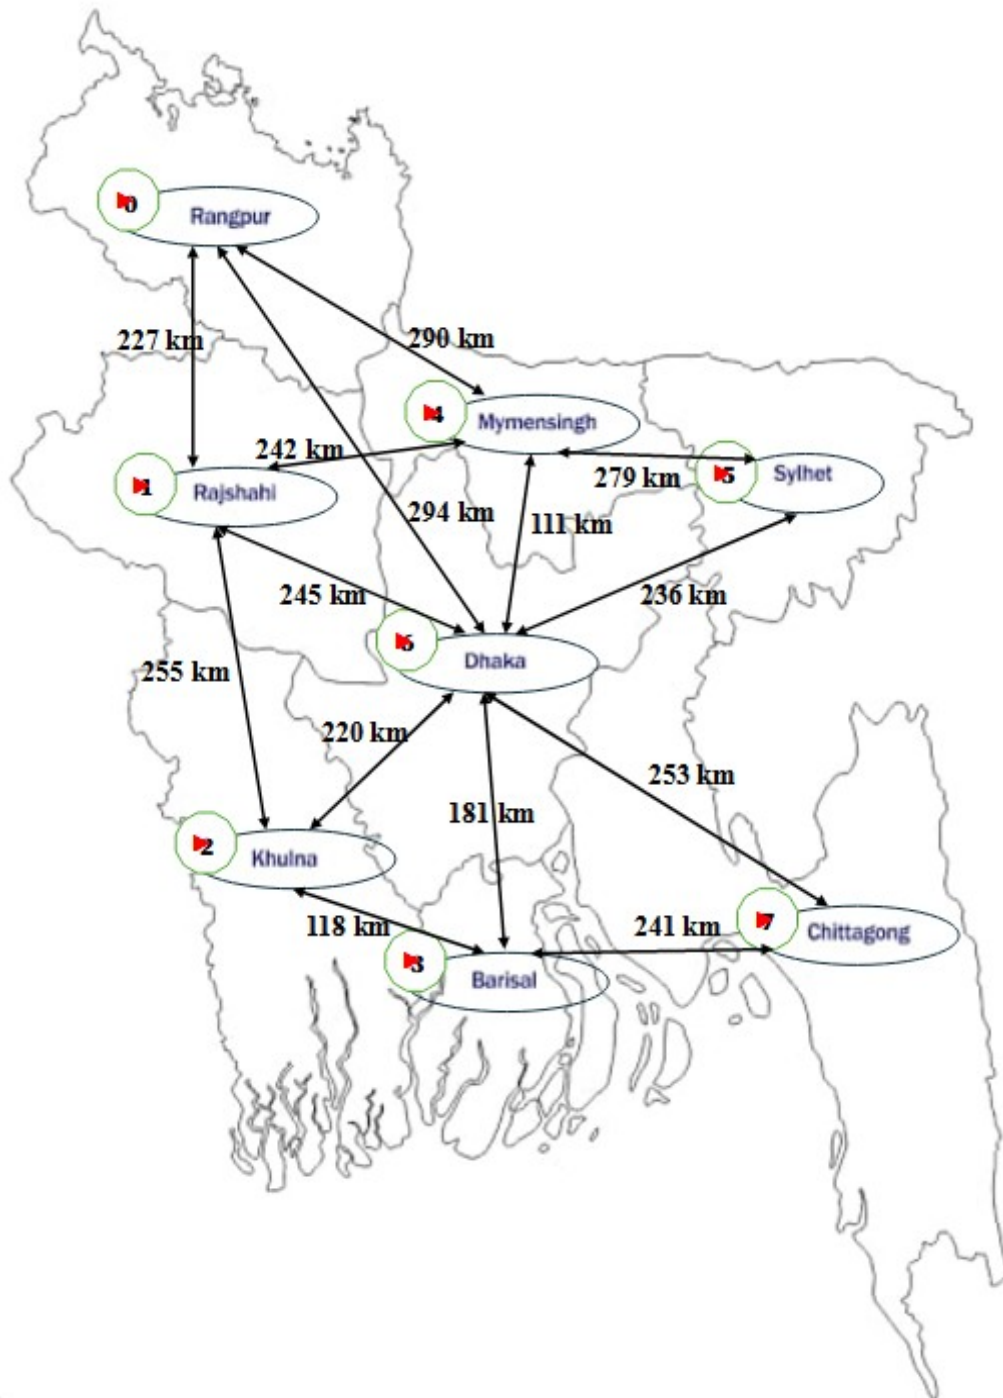 0
Rangpur
227 km
290 km
4
Mymensingh
242 km
279 km
5
Sylhet
1
Rajshahi
294 km
111 km
245 km
236 km
6
Dhaka
255 km
220 km
253 km
181 km
2
Khulna
118 km
241 km
7
Chittagong
3
Barisal